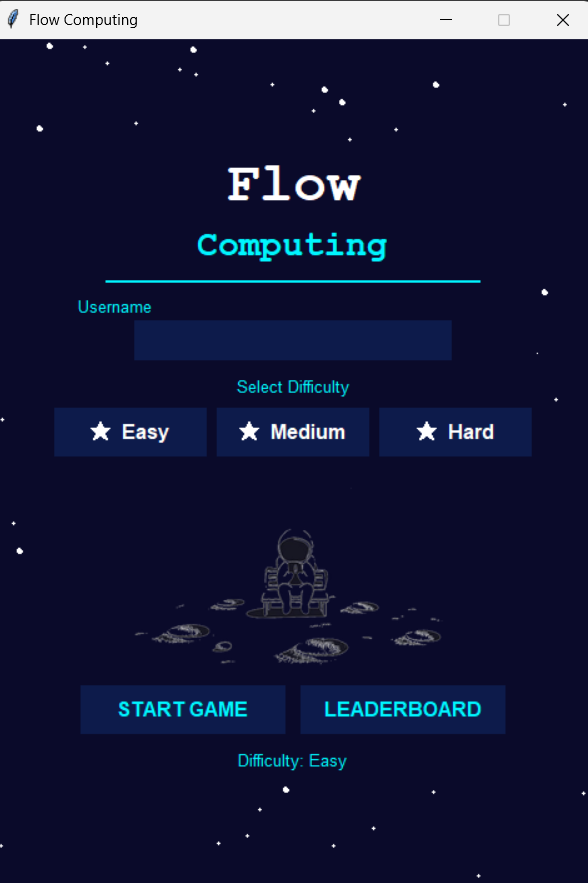 Flow Computing
Flow
Computing
Username
Select Difficulty
★ Easy ★ Medium ★ Hard
START GAME LEADERBOARD
Difficulty: Easy